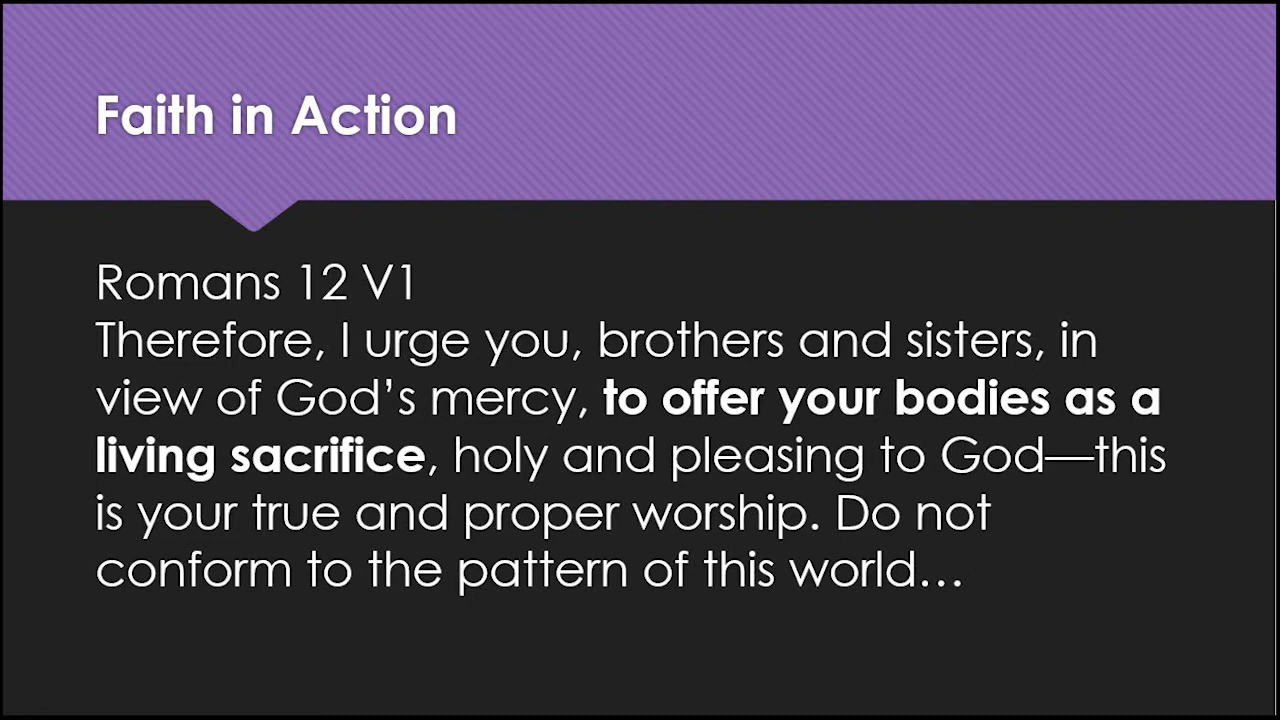 Faith in Action
Romans 12 V1
Therefore, I urge you, brothers and sisters, in
view of God’s mercy, to offer your bodies as a
living sacrifice, holy and pleasing to God—this
is your true and proper worship. Do not
conform to the pattern of this world…